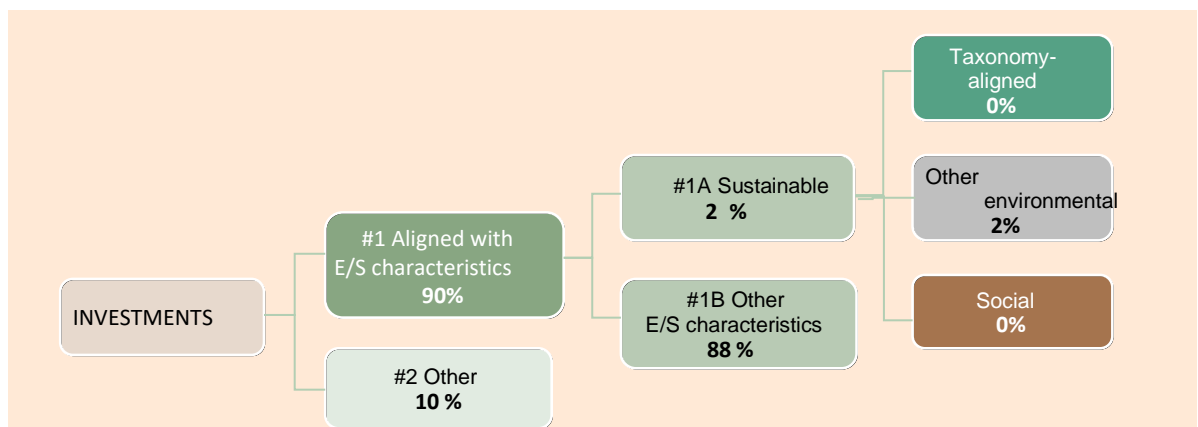 INVESTMENTS
#1 Aligned with
E/S characteristics
90%
#2 Other
10 %
#1A Sustainable
2 %
#1B Other
E/S characteristics
88 %
Taxonomy-
aligned
0%
Other
environmental
2%
Social
0%